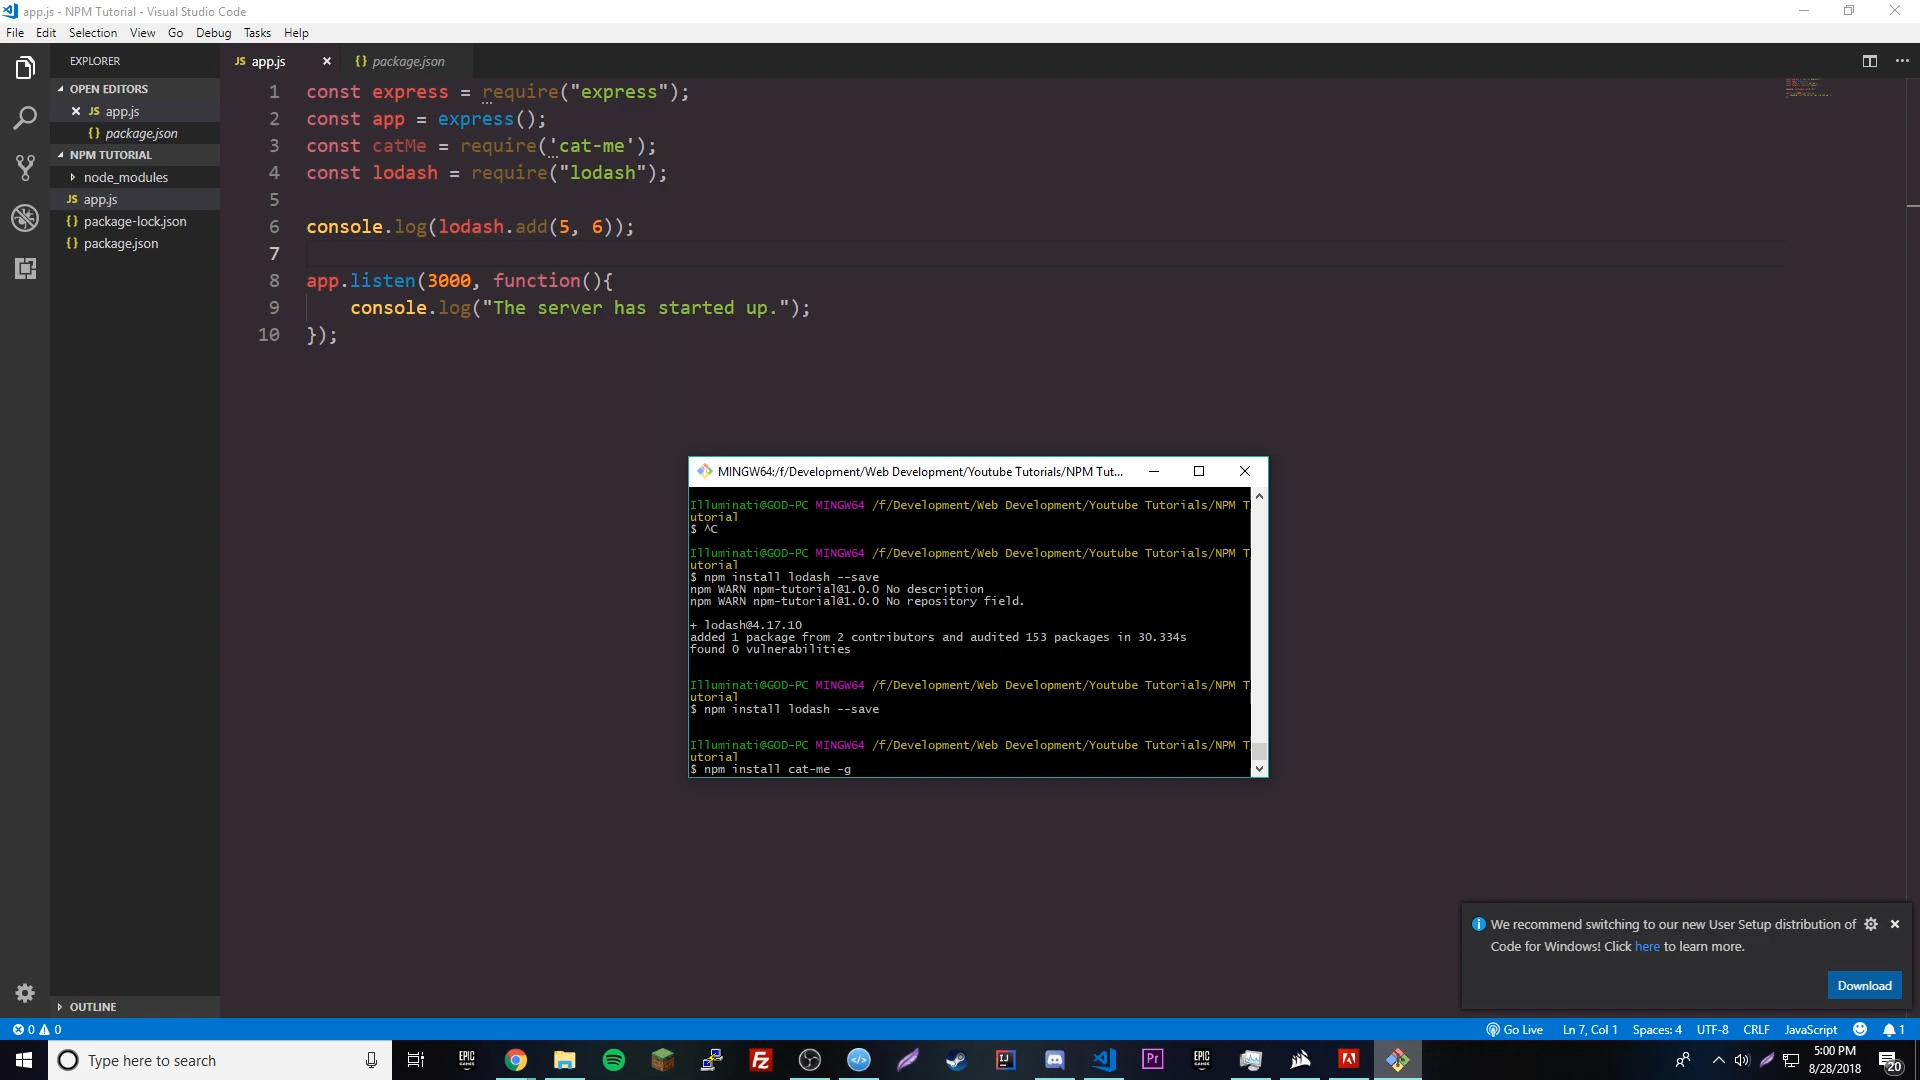 app.js - NPM Tutorial - Visual Studio Code
File Edit Selection View Go Debug Tasks Help
EXPLORER
OPEN EDITORS
JS app.js
{} package.json
NPM TUTORIAL
node_modules
JS app.js
{} package-lock.json
{} package.json
OUTLINE
JS app.js
{} package.json
1 const express = require("express");
2 const app = express();
3 const catMe = require('cat-me');
4 const lodash = require("lodash");
5
6 console.log(lodash.add(5, 6));
7
8 app.listen(3000, function(){
9 console.log("The server has started up.");
10 });
MINGW64:/f/Development/Web Development/Youtube Tutorials/NPM Tut...
Illuminati@GOD-PC MINGW64 /f/Development/Web Development/Youtube Tutorials/NPM T
utorial
$ ^C
Illuminati@GOD-PC MINGW64 /f/Development/Web Development/Youtube Tutorials/NPM T
utorial
$ npm install lodash --save
npm WARN npm-tutorial@1.0.0 No description
npm WARN npm-tutorial@1.0.0 No repository field.
+ lodash@4.17.10
added 1 package from 2 contributors and audited 153 packages in 30.334s
found 0 vulnerabilities
Illuminati@GOD-PC MINGW64 /f/Development/Web Development/Youtube Tutorials/NPM T
utorial
$ npm install lodash --save
Illuminati@GOD-PC MINGW64 /f/Development/Web Development/Youtube Tutorials/NPM T
utorial
$ npm install cat-me -g
We recommend switching to our new User Setup distribution of
Code for Windows! Click here to learn more.
Download
0 0
Go Live Ln 7, Col 1 Spaces: 4 UTF-8 CRLF JavaScript 1
Type here to search
EPIC GAMES
FZ
IJ
Pr
EPIC GAMES
5:00 PM
8/28/2018
20